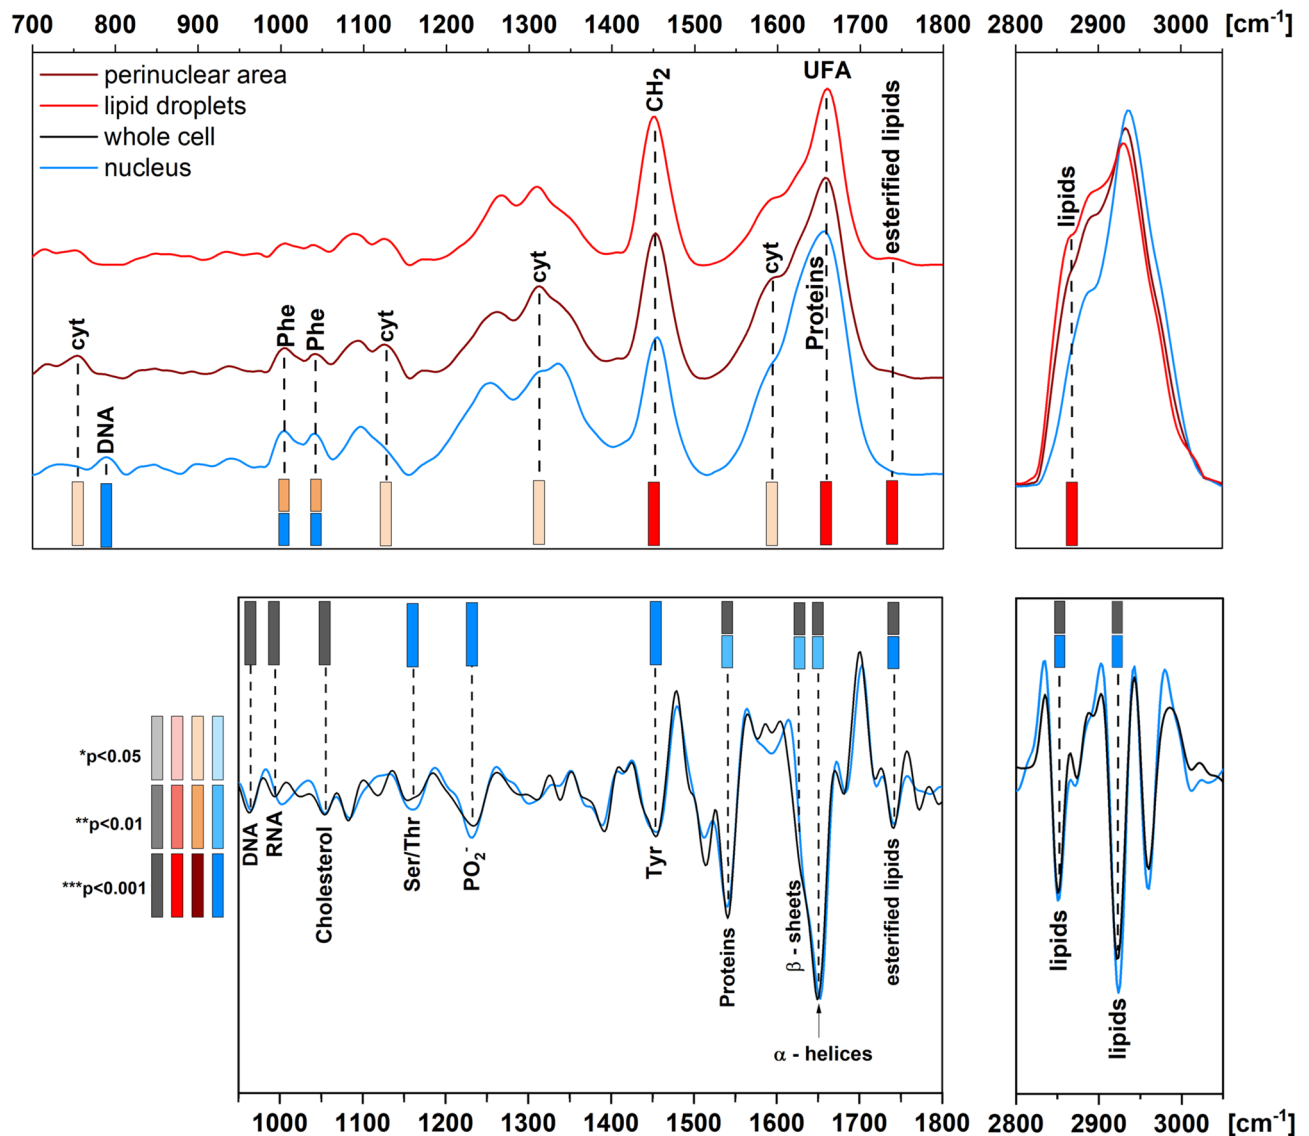 700 800 900 1000 1100 1200 1300 1400 1500 1600 1700 1800 2800 2900 3000 [cm-1]
perinuclear area
lipid droplets
whole cell
nucleus
cyt
DNA
Phe
Phe
cyt
cyt
CH2
cyt
UFA
Proteins
esterified lipids
lipids
*p<0.05
**p<0.01
***p<0.001
DNA
RNA
Cholesterol
Ser/Thr
PO2-
Tyr
Proteins
β - sheets
α - helices
esterified lipids
lipids
lipids
1000 1100 1200 1300 1400 1500 1600 1700 1800 2800 2900 3000 [cm-1]